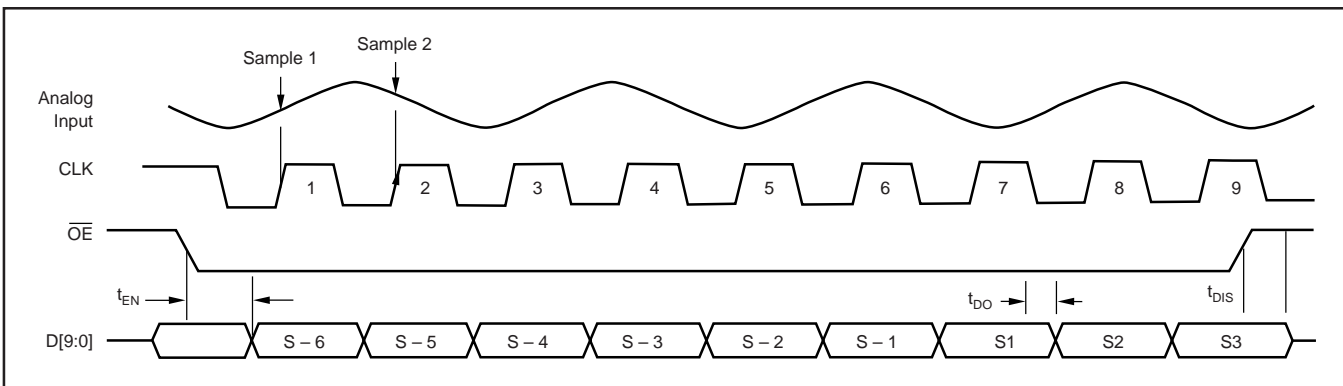 Sample 1
Sample 2
Analog
Input
CLK
1 2 3 4 5 6 7 8 9
OE
tEN
tDO
tDIS
D[9:0]
S – 6 S – 5 S – 4 S – 3 S – 2 S – 1 S1 S2 S3